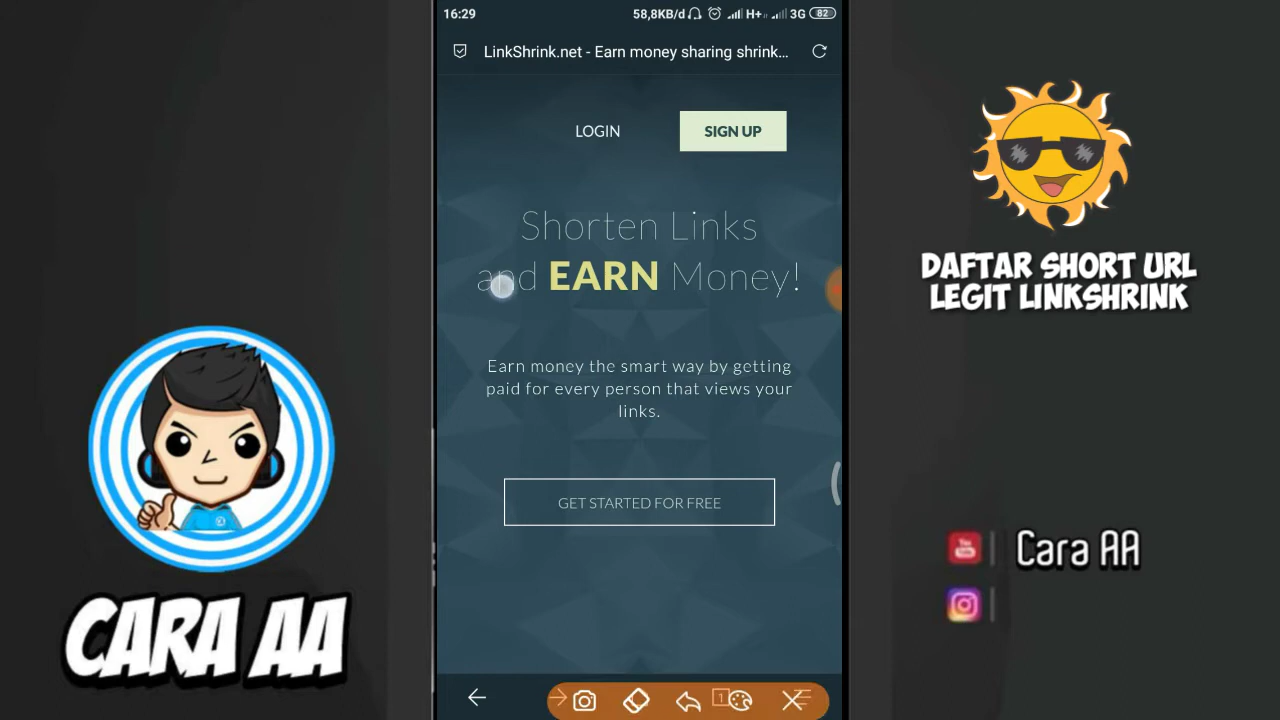 16:29
58,8KB/d
H+
3G
82
LinkShrink.net - Earn money sharing shrink...
LOGIN
SIGN UP
Shorten Links
and EARN Money!
Earn money the smart way by getting
paid for every person that views your
links.
GET STARTED FOR FREE
1
CARA AA
DAFTAR SHORT URL
LEGIT LINKSHRINK
Cara AA